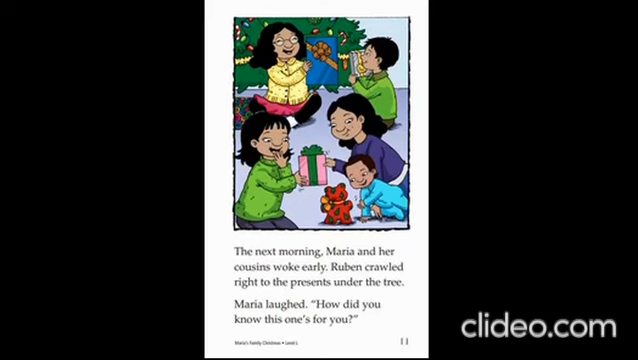 The next morning, Maria and her
cousins woke early. Ruben crawled
right to the presents under the tree.
Maria laughed. “How did you
know this one’s for you?”
Maria's Family Christmas • Level L
11
clideo.com